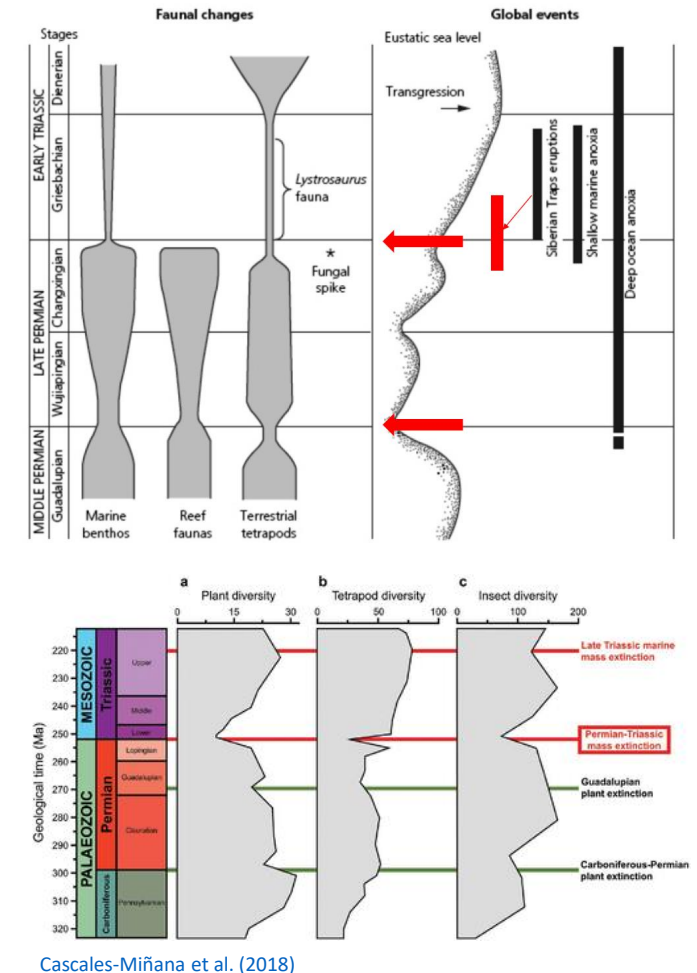 Faunal changes
Global events
Stages
Eustatic sea level
EARLY TRIASSIC
Dienerian
Griesbachian
LATE PERMIAN
Changxingian
Wujiapingian
MIDDLE PERMIAN
Guadalupian
Lystrosaurus
fauna
*
Fungal
spike
Transgression
Siberian Traps eruptions
Shallow marine anoxia
Deep ocean anoxia
Marine
benthos
Reef
faunas
Terrestrial
tetrapods
a
Plant diversity
0 15 30
b
Tetrapod diversity
0 50 100
c
Insect diversity
0 100 200
Geological time (Ma)
220
230
240
250
260
270
280
290
300
310
320
MESOZOIC
PALAEOZOIC
Triassic
Permian
Carboniferous
Upper
Middle
Lower
Lopingian
Guadalupian
Cisuralian
Pennsylvanian
Late Triassic marine
mass extinction
Permian-Triassic
mass extinction
Guadalupian
plant extinction
Carboniferous-Permian
plant extinction
Cascales-Miñana et al. (2018)